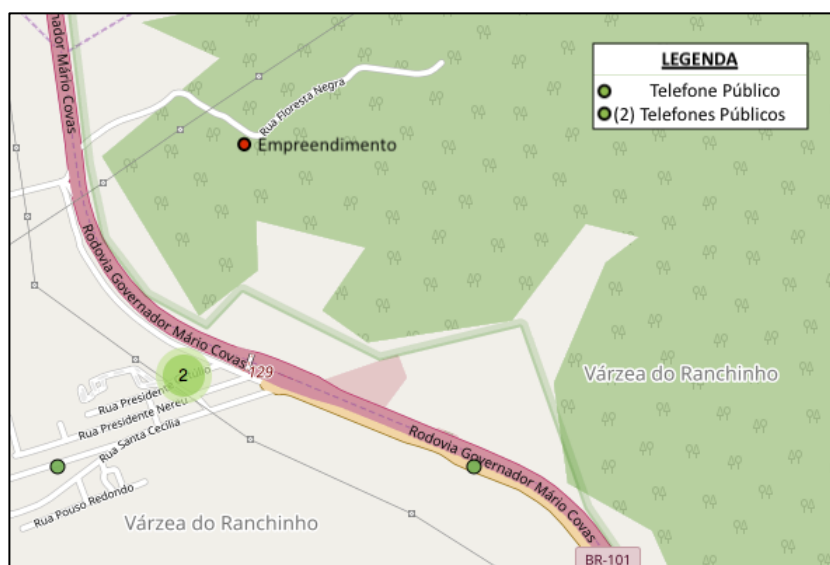 nador Mário Covas
LEGENDA
Telefone Público
(2) Telefones Públicos
Rua Floresta Negra
Empreendimento
Rodovia Governador Mário Covas
129
2
Várzea do Ranchinho
Rua Presidente
Rua Presidente Nereu
Rua Santa Cecília
Rodovia Governador Mário Covas
Rua Pouso Redondo
Várzea do Ranchinho
BR-101